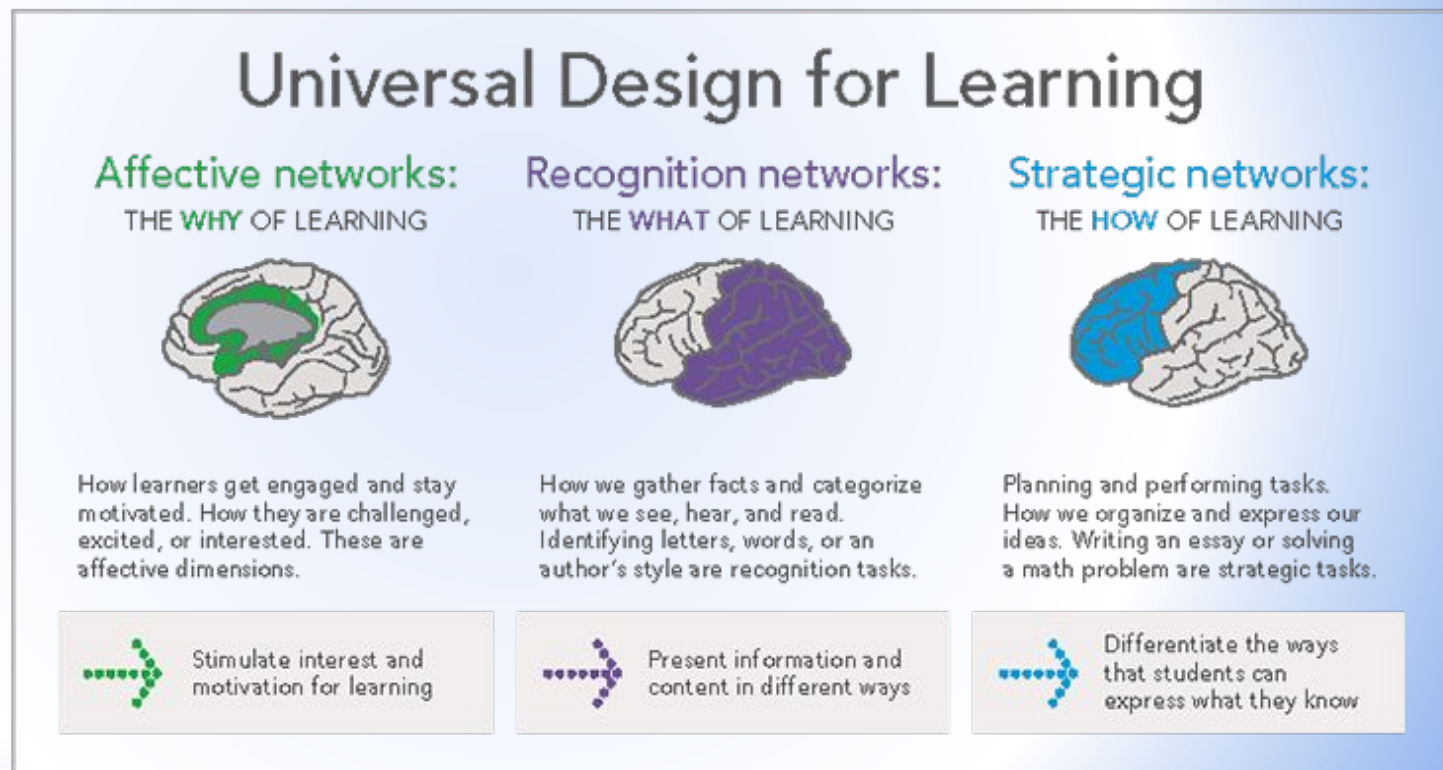 Universal Design for Learning
Affective networks:
THE WHY OF LEARNING
How learners get engaged and stay
motivated. How they are challenged,
excited, or interested. These are
affective dimensions.
Stimulate interest and
motivation for learning
Recognition networks:
THE WHAT OF LEARNING
How we gather facts and categorize
what we see, hear, and read.
Identifying letters, words, or an
author's style are recognition tasks.
Present information and
content in different ways
Strategic networks:
THE HOW OF LEARNING
Planning and performing tasks.
How we organize and express our
ideas. Writing an essay or solving
a math problem are strategic tasks.
Differentiate the ways
that students can
express what they know